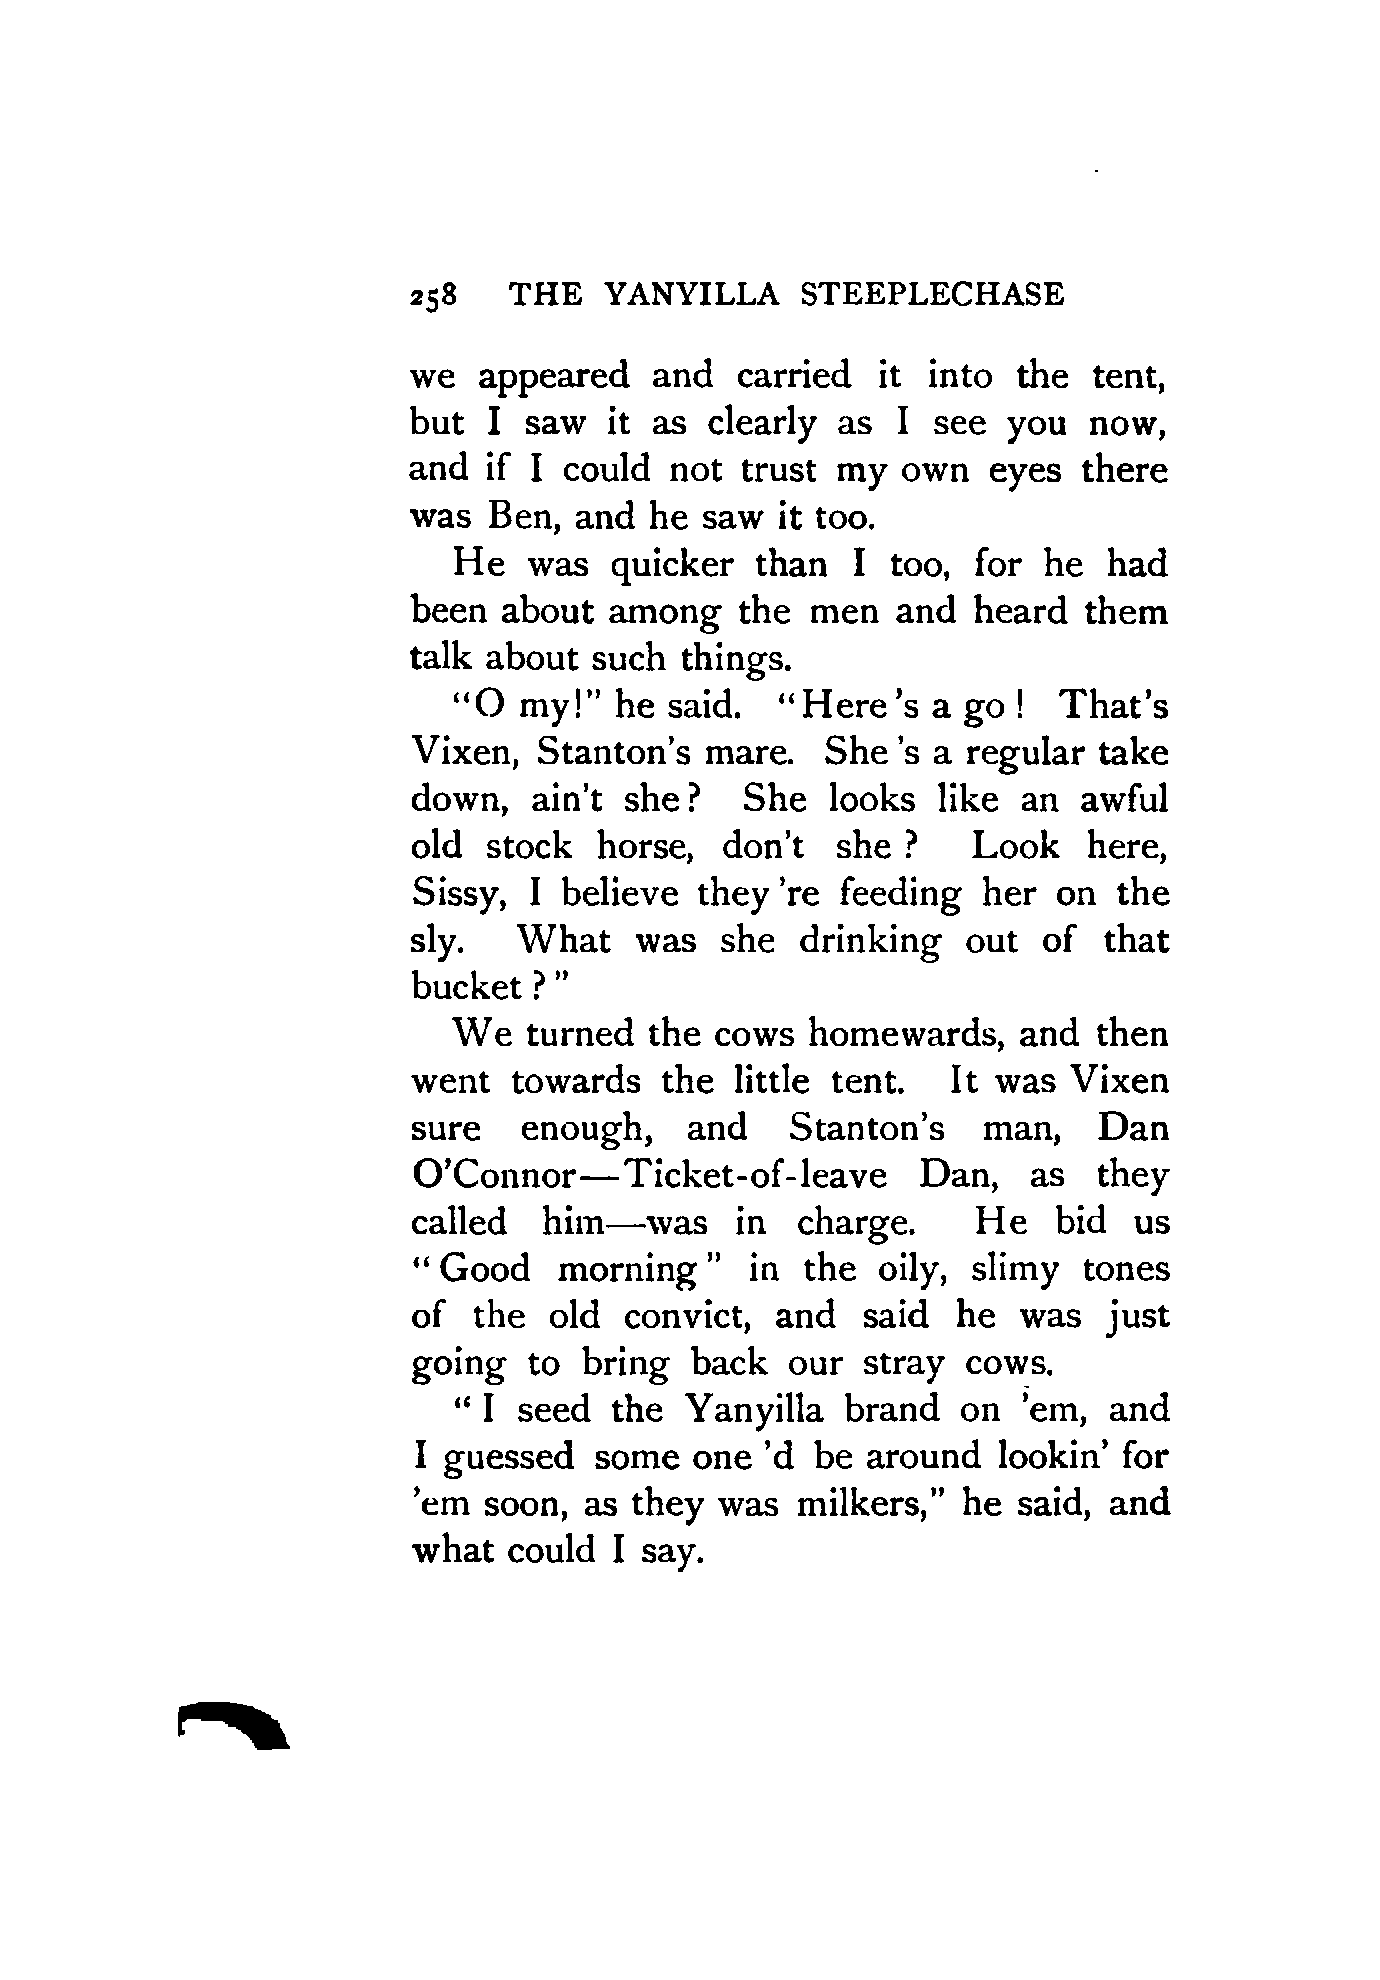 258 THE YANYILLA STEEPLECHASE
we appeared and carried it into the tent,
but I saw it as clearly as I see you now,
and if I could not trust my own eyes there
was Ben, and he saw it too.
He was quicker than I too, for he had
been about among the men and heard them
talk about such things.
"O my!" he said. "Here 's a go ! That's
Vixen, Stanton's mare. She 's a regular take
down, ain't she? She looks like an awful
old stock horse, don't she ? Look here,
Sissy, I believe they 're feeding her on the
sly. What was she drinking out of that
bucket ? "
We turned the cows homewards, and then
went towards the little tent. It was Vixen
sure enough, and Stanton's man, Dan
O'Connor—Ticket-of-leave Dan, as they
called him—was in charge. He bid us
" Good morning " in the oily, slimy tones
of the old convict, and said he was just
going to bring back our stray cows.
" I seed the Yanyilla brand on 'em, and
I guessed some one 'd be around lookin' for
'em soon, as they was milkers," he said, and
what could I say.